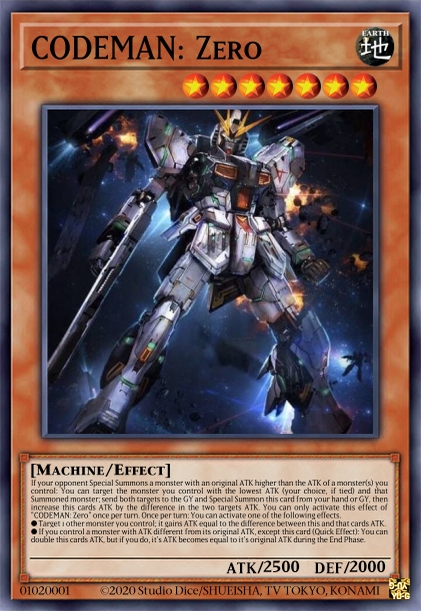 CODEMAN: Zero
EARTH
地
[Machine/Effect]
If your opponent Special Summons a monster with an original ATK higher than the ATK of a monster(s) you
control: You can target the monster you control with the lowest ATK (your choice, if tied) and that
Summoned monster; send both targets to the GY and Special Summon this card from your hand or GY, then
increase this cards ATK by the difference in the two targets ATK. You can only activate this effect of
"CODEMAN: Zero" once per turn. Once per turn: You can activate one of the following effects.
●Target 1 other monster you control; it gains ATK equal to the difference between this and that cards ATK.
●If you control a monster with ATK different from its original ATK, except this card (Quick Effect): You can
double this cards ATK, but if you do, it's ATK becomes equal to it's original ATK during the End Phase.
ATK/2500 DEF/2000
01020001 ©2020 Studio Dice/SHUEISHA, TV TOKYO, KONAMI